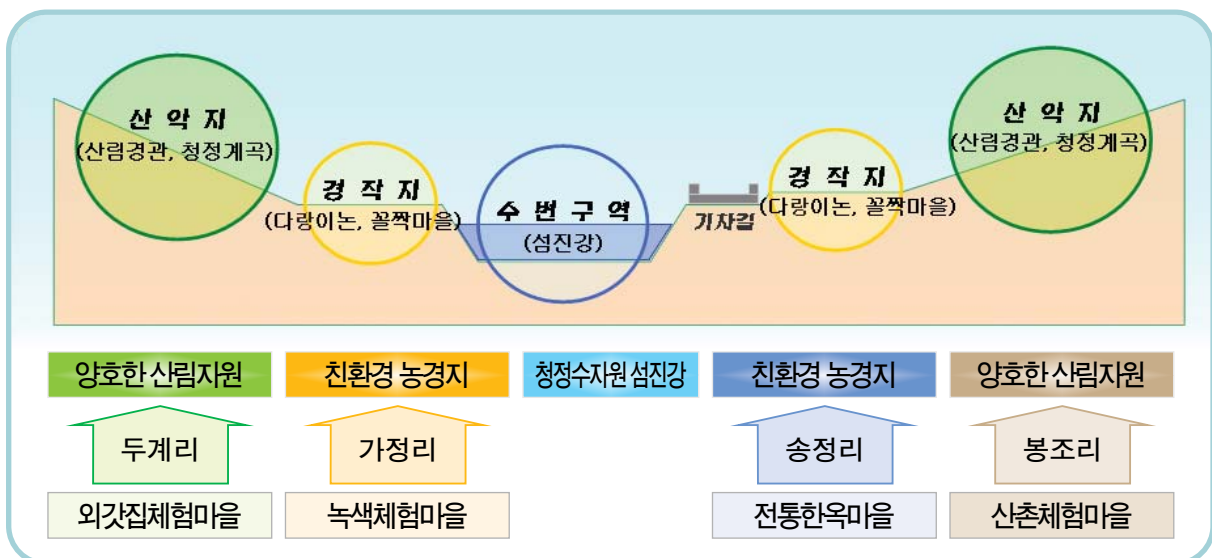 산 악 지
(산림경관, 청정계곡)
경 작 지
(다랑이논, 꼴짝마을)
수 변 구 역
(섬진강)
기차길
경 작 지
(다랑이논, 꼴짝마을)
산 악 지
(산림경관, 청정계곡)
양호한 산림자원
친환경 농경지
청정수자원 섬진강
친환경 농경지
양호한 산림자원
두계리
가정리
송정리
봉조리
외갓집체험마을
녹색체험마을
전통한옥마을
산촌체험마을